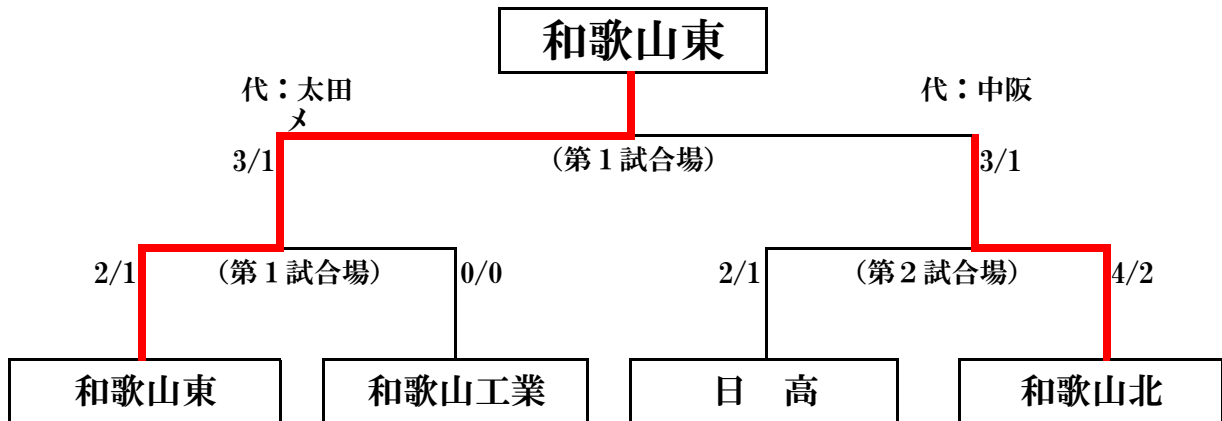 和歌山東
代：太田
代：中阪
メ
3/1
（第１試合場）
3/1
2/1
（第１試合場）
0/0
2/1
（第２試合場）
4/2
和歌山東
和歌山工業
日　高
和歌山北